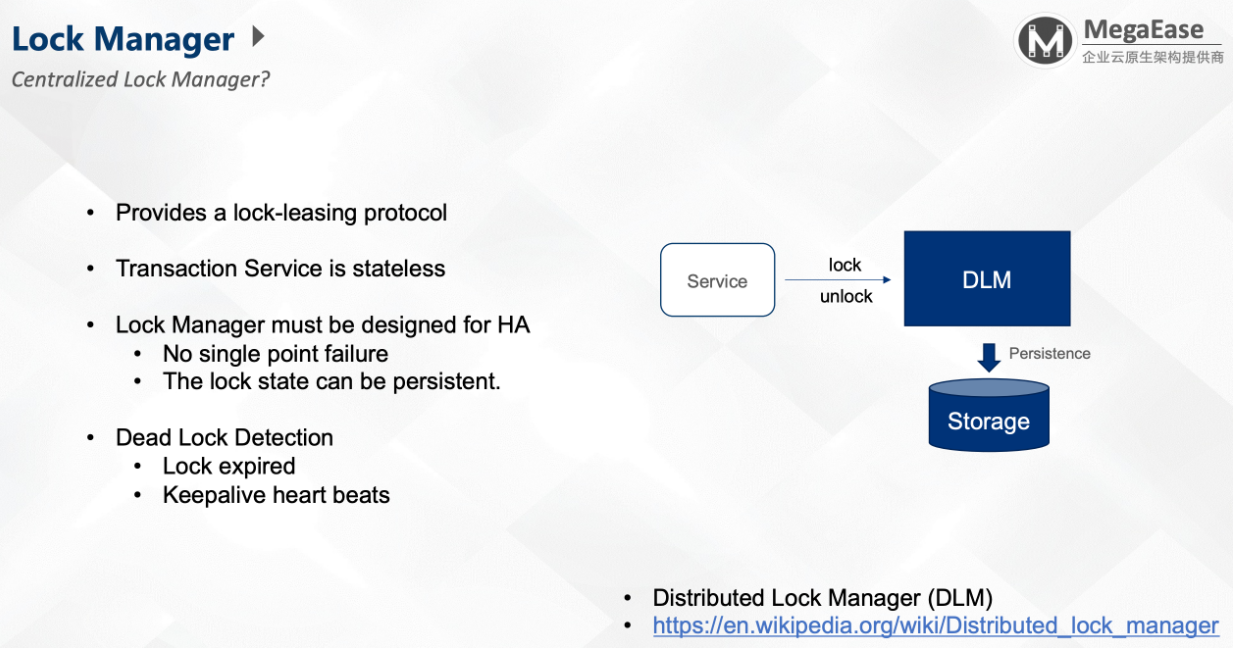 Lock Manager
Centralized Lock Manager?
MegaEase
企业云原生架构提供商
• Provides a lock-leasing protocol
• Transaction Service is stateless
• Lock Manager must be designed for HA
• No single point failure
• The lock state can be persistent.
• Dead Lock Detection
• Lock expired
• Keepalive heart beats
Service
lock
unlock
DLM
Persistence
Storage
• Distributed Lock Manager (DLM)
• https://en.wikipedia.org/wiki/Distributed_lock_manager